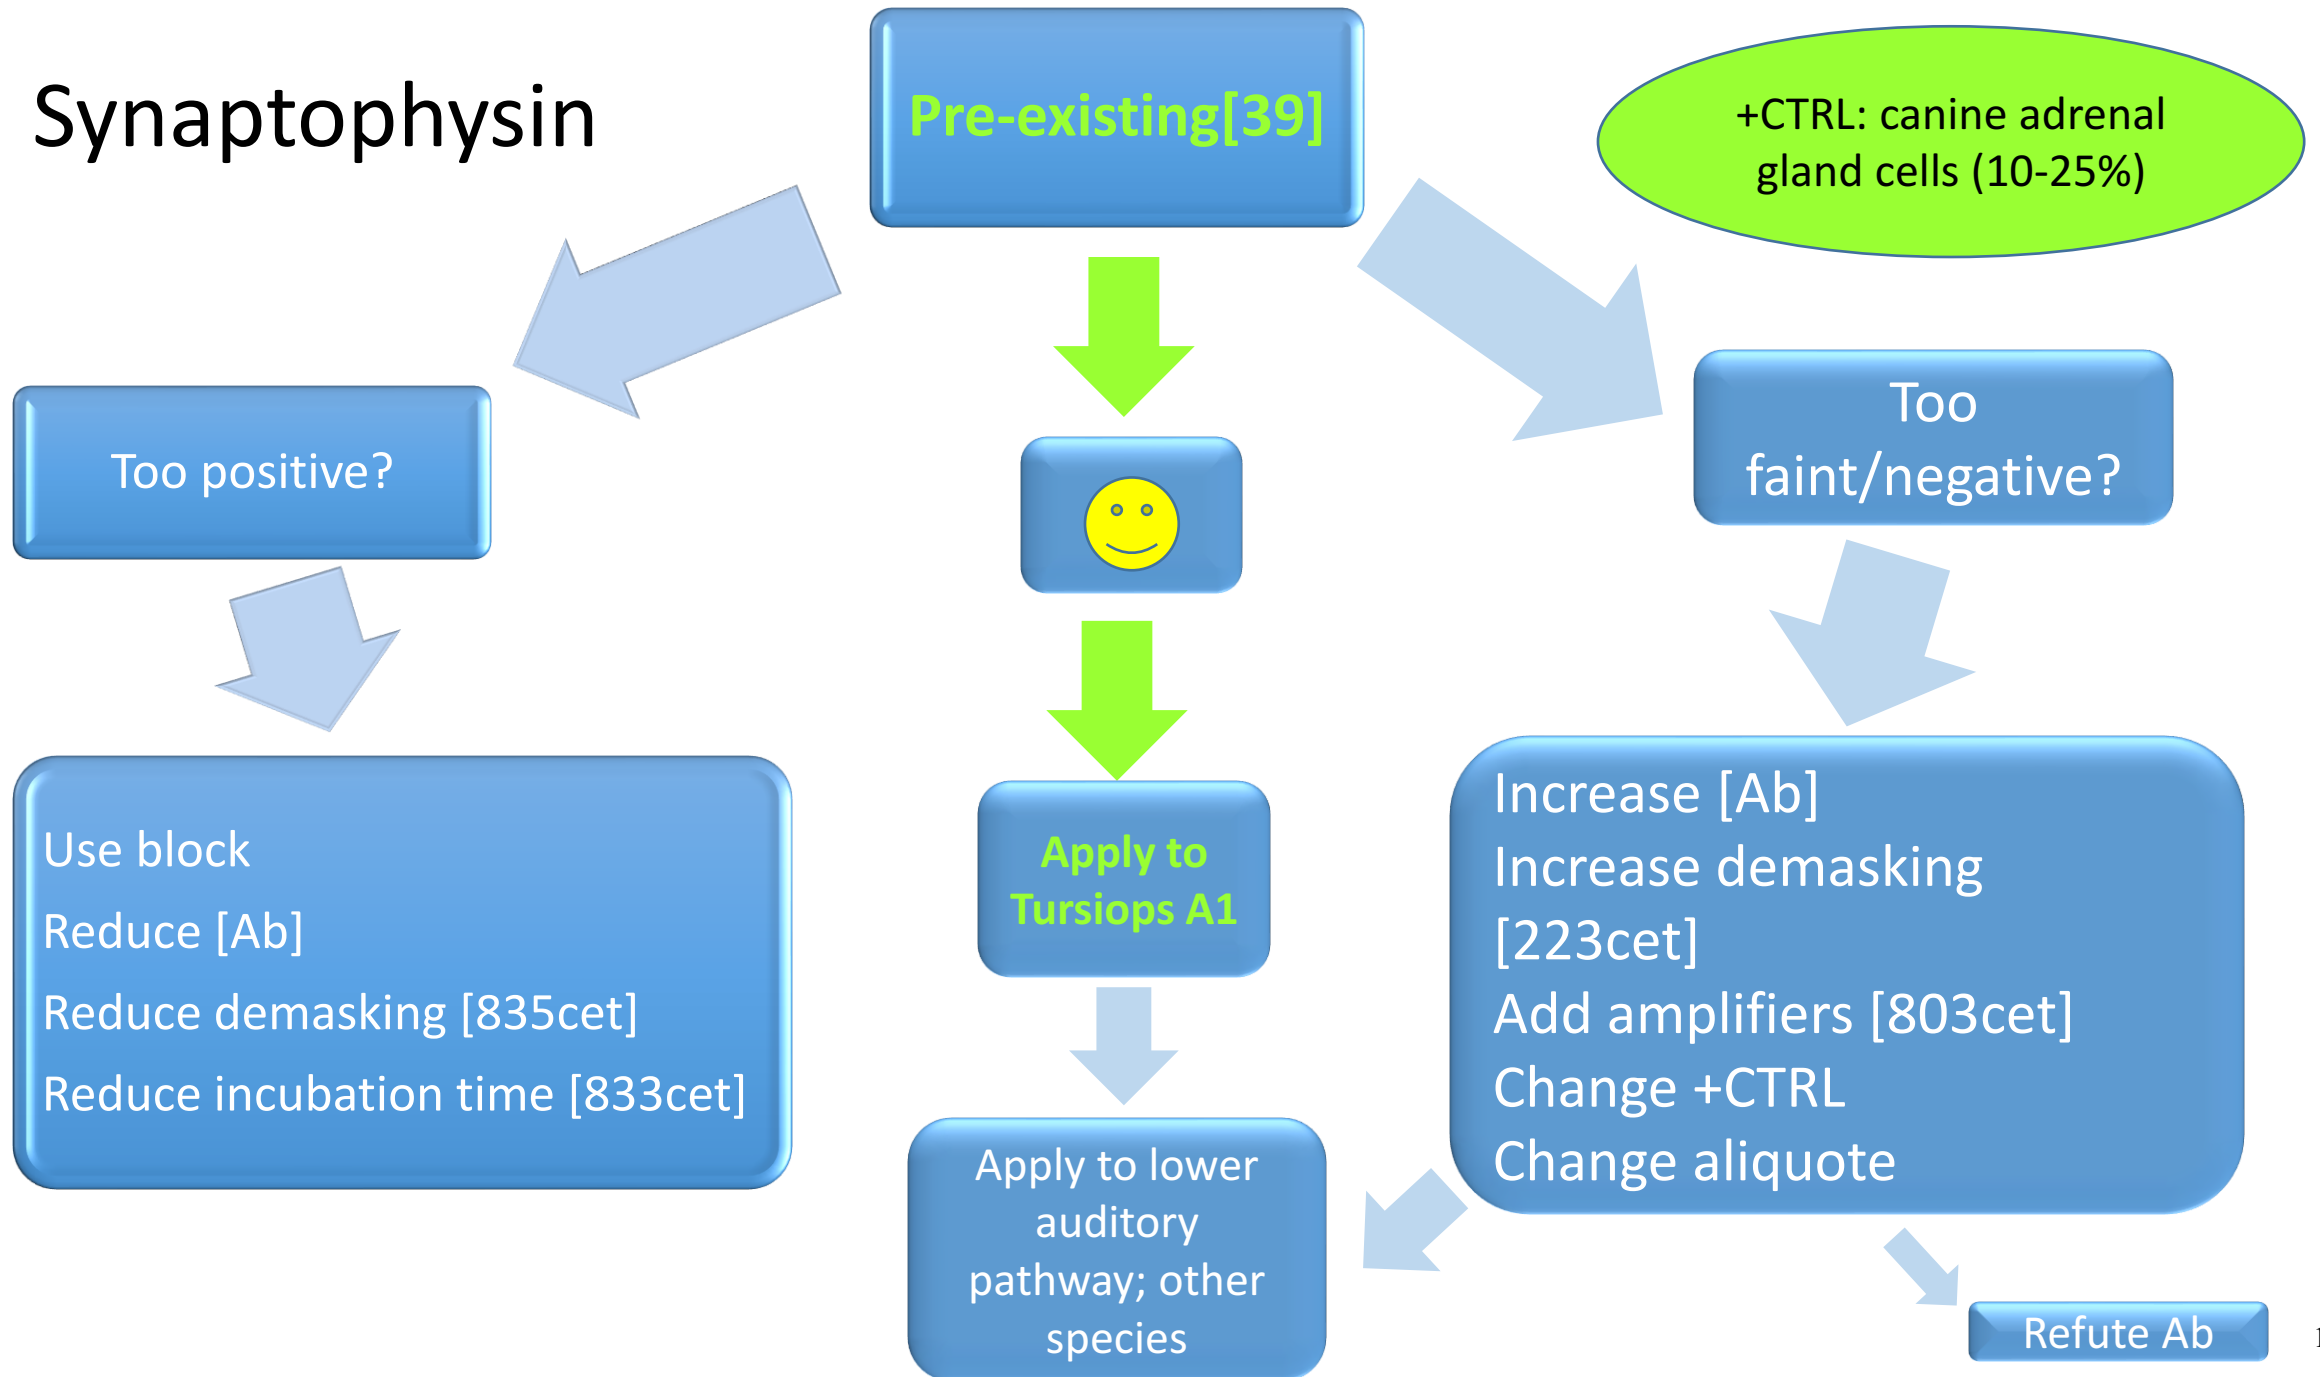 Synaptophysin
Pre-existing[39]
+CTRL: canine adrenal
gland cells (10-25%)
Too positive?
Too
faint/negative?
Use block
Reduce [Ab]
Reduce demasking [835cet]
Reduce incubation time [833cet]
Apply to
Tursiops A1
Increase [Ab]
Increase demasking
[223cet]
Add amplifiers [803cet]
Change +CTRL
Change aliquote
Apply to lower
auditory
pathway; other
species
Refute Ab